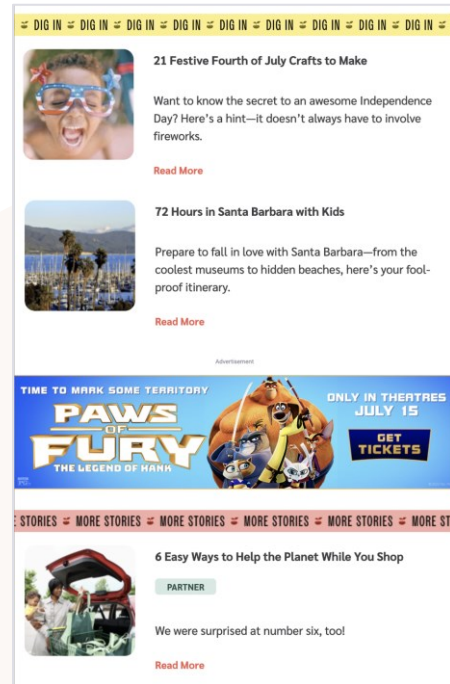 DIG IN DIG IN DIG IN DIG IN DIG IN DIG IN DIG IN DIG IN DIG IN
21 Festive Fourth of July Crafts to Make
Want to know the secret to an awesome Independence
Day? Here's a hint—it doesn't always have to involve
fireworks.
Read More
72 Hours in Santa Barbara with Kids
Prepare to fall in love with Santa Barbara—from the
coolest museums to hidden beaches, here's your fool-
proof itinerary.
Read More
Advertisement
TIME TO MARK SOME TERRITORY
PAWS
OF
FURY
THE LEGEND OF HANK
ONLY IN THEATRES
JULY 15
GET
TICKETS
E STORIES MORE STORIES MORE STORIES MORE STORIES MORE STORIES MORE ST
6 Easy Ways to Help the Planet While You Shop
PARTNER
We were surprised at number six, too!
Read More